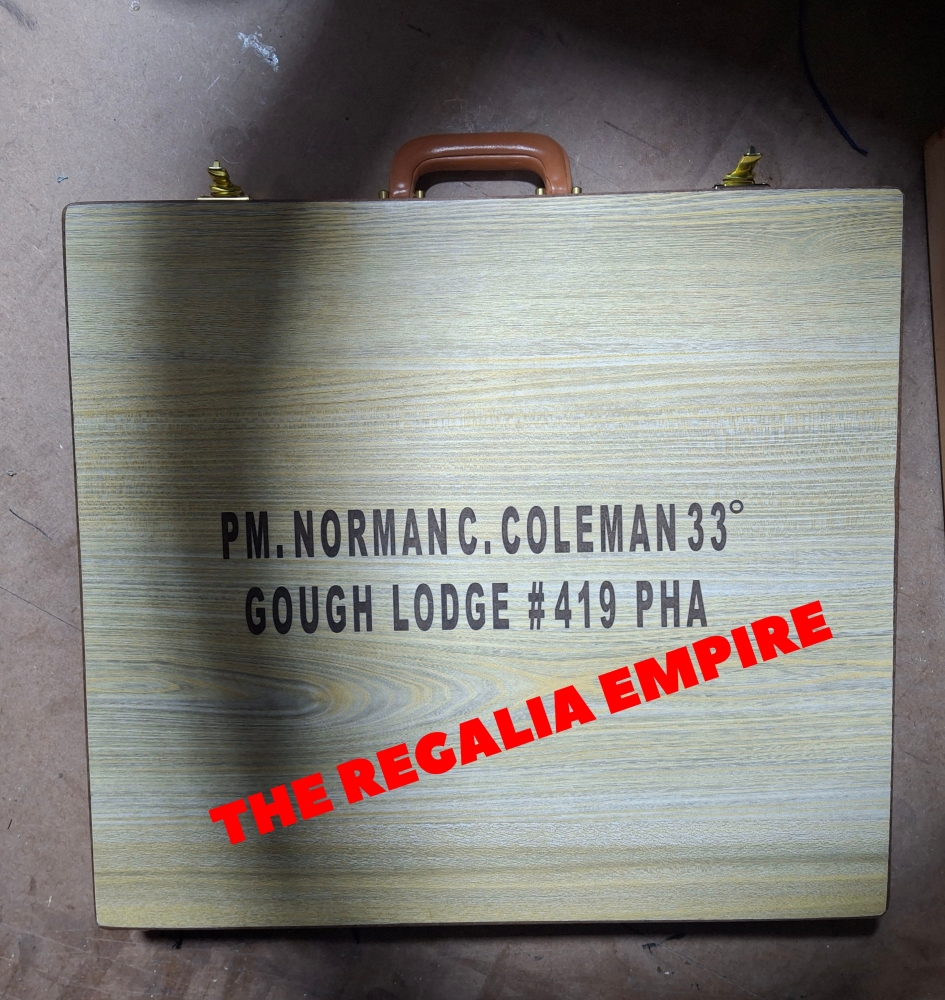 PM. NORMAN C. COLEMAN 33°
GOUGH LODGE #419 PHA
THE REGALIA EMPIRE